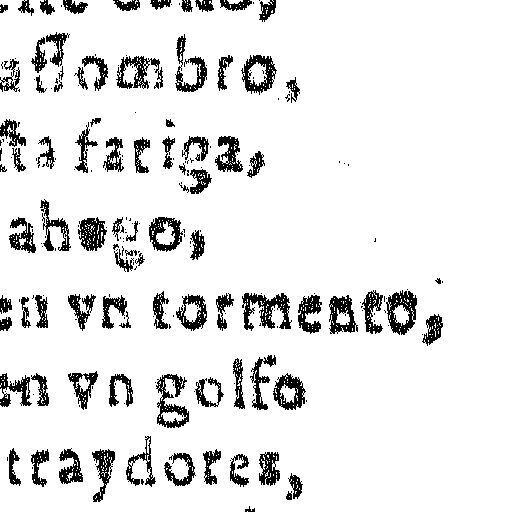 aſſombro,
ſta fatiga,
ahogo,
en vn tormento,
en vn golfo
traydores,